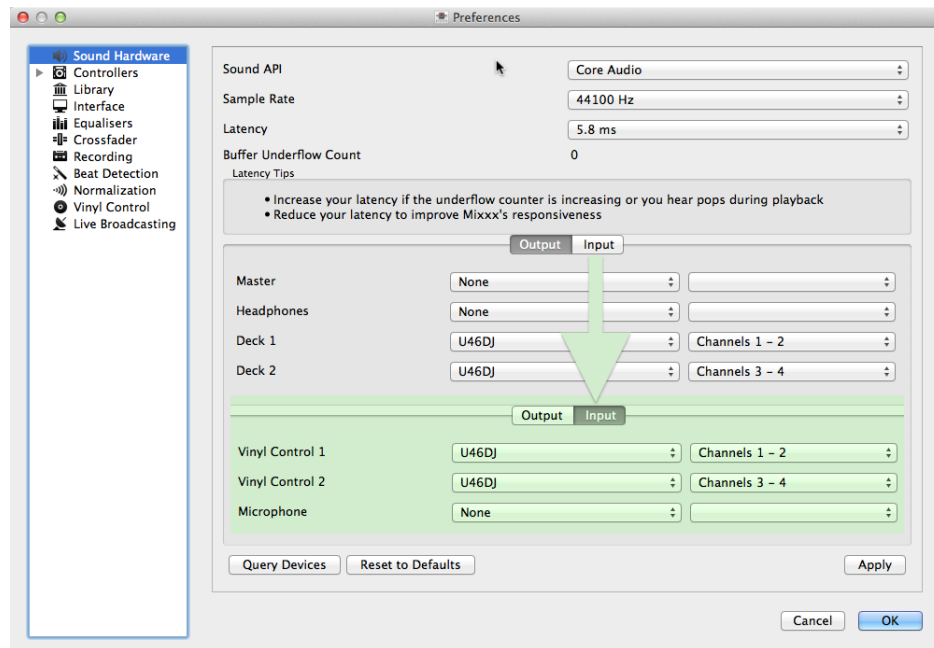 Preferences
Sound Hardware
Controllers
Library
Interface
Equalisers
Crossfader
Recording
Beat Detection
Normalization
Vinyl Control
Live Broadcasting
Sound API Core Audio
Sample Rate 44100 Hz
Latency 5.8 ms
Buffer Underflow Count 0
Latency Tips
• Increase your latency if the underflow counter is increasing or you hear pops during playback
• Reduce your latency to improve Mixxx's responsiveness
Output Input
Master None
Headphones None
Deck 1 U46DJ Channels 1 – 2
Deck 2 U46DJ Channels 3 – 4
Output Input
Vinyl Control 1 U46DJ Channels 1 – 2
Vinyl Control 2 U46DJ Channels 3 – 4
Microphone None
Query Devices Reset to Defaults Apply
Cancel OK